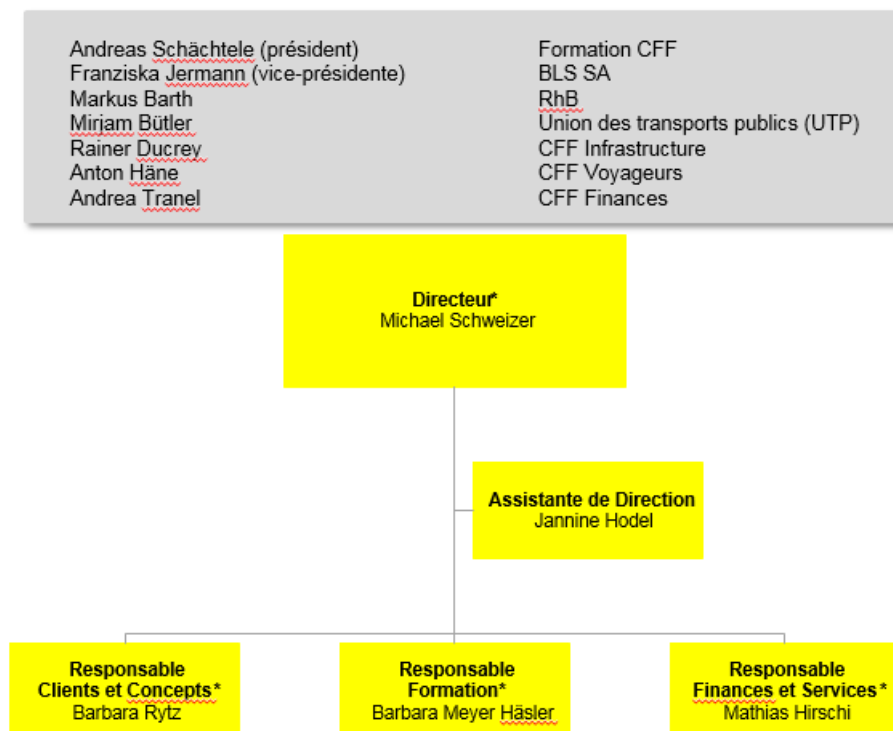 Andreas Schächtele (président) Formation CFF
Franziska Jermann (vice-présidente) BLS SA
Markus Barth RhB
Mirjam Bütler Union des transports publics (UTP)
Rainer Ducrey CFF Infrastructure
Anton Häne CFF Voyageurs
Andrea Tranel CFF Finances
Directeur*
Michael Schweizer
Assistante de Direction
Jannine Hodel
Responsable
Clients et Concepts*
Barbara Rytz
Responsable
Formation*
Barbara Meyer Häsler
Responsable
Finances et Services*
Mathias Hirschi